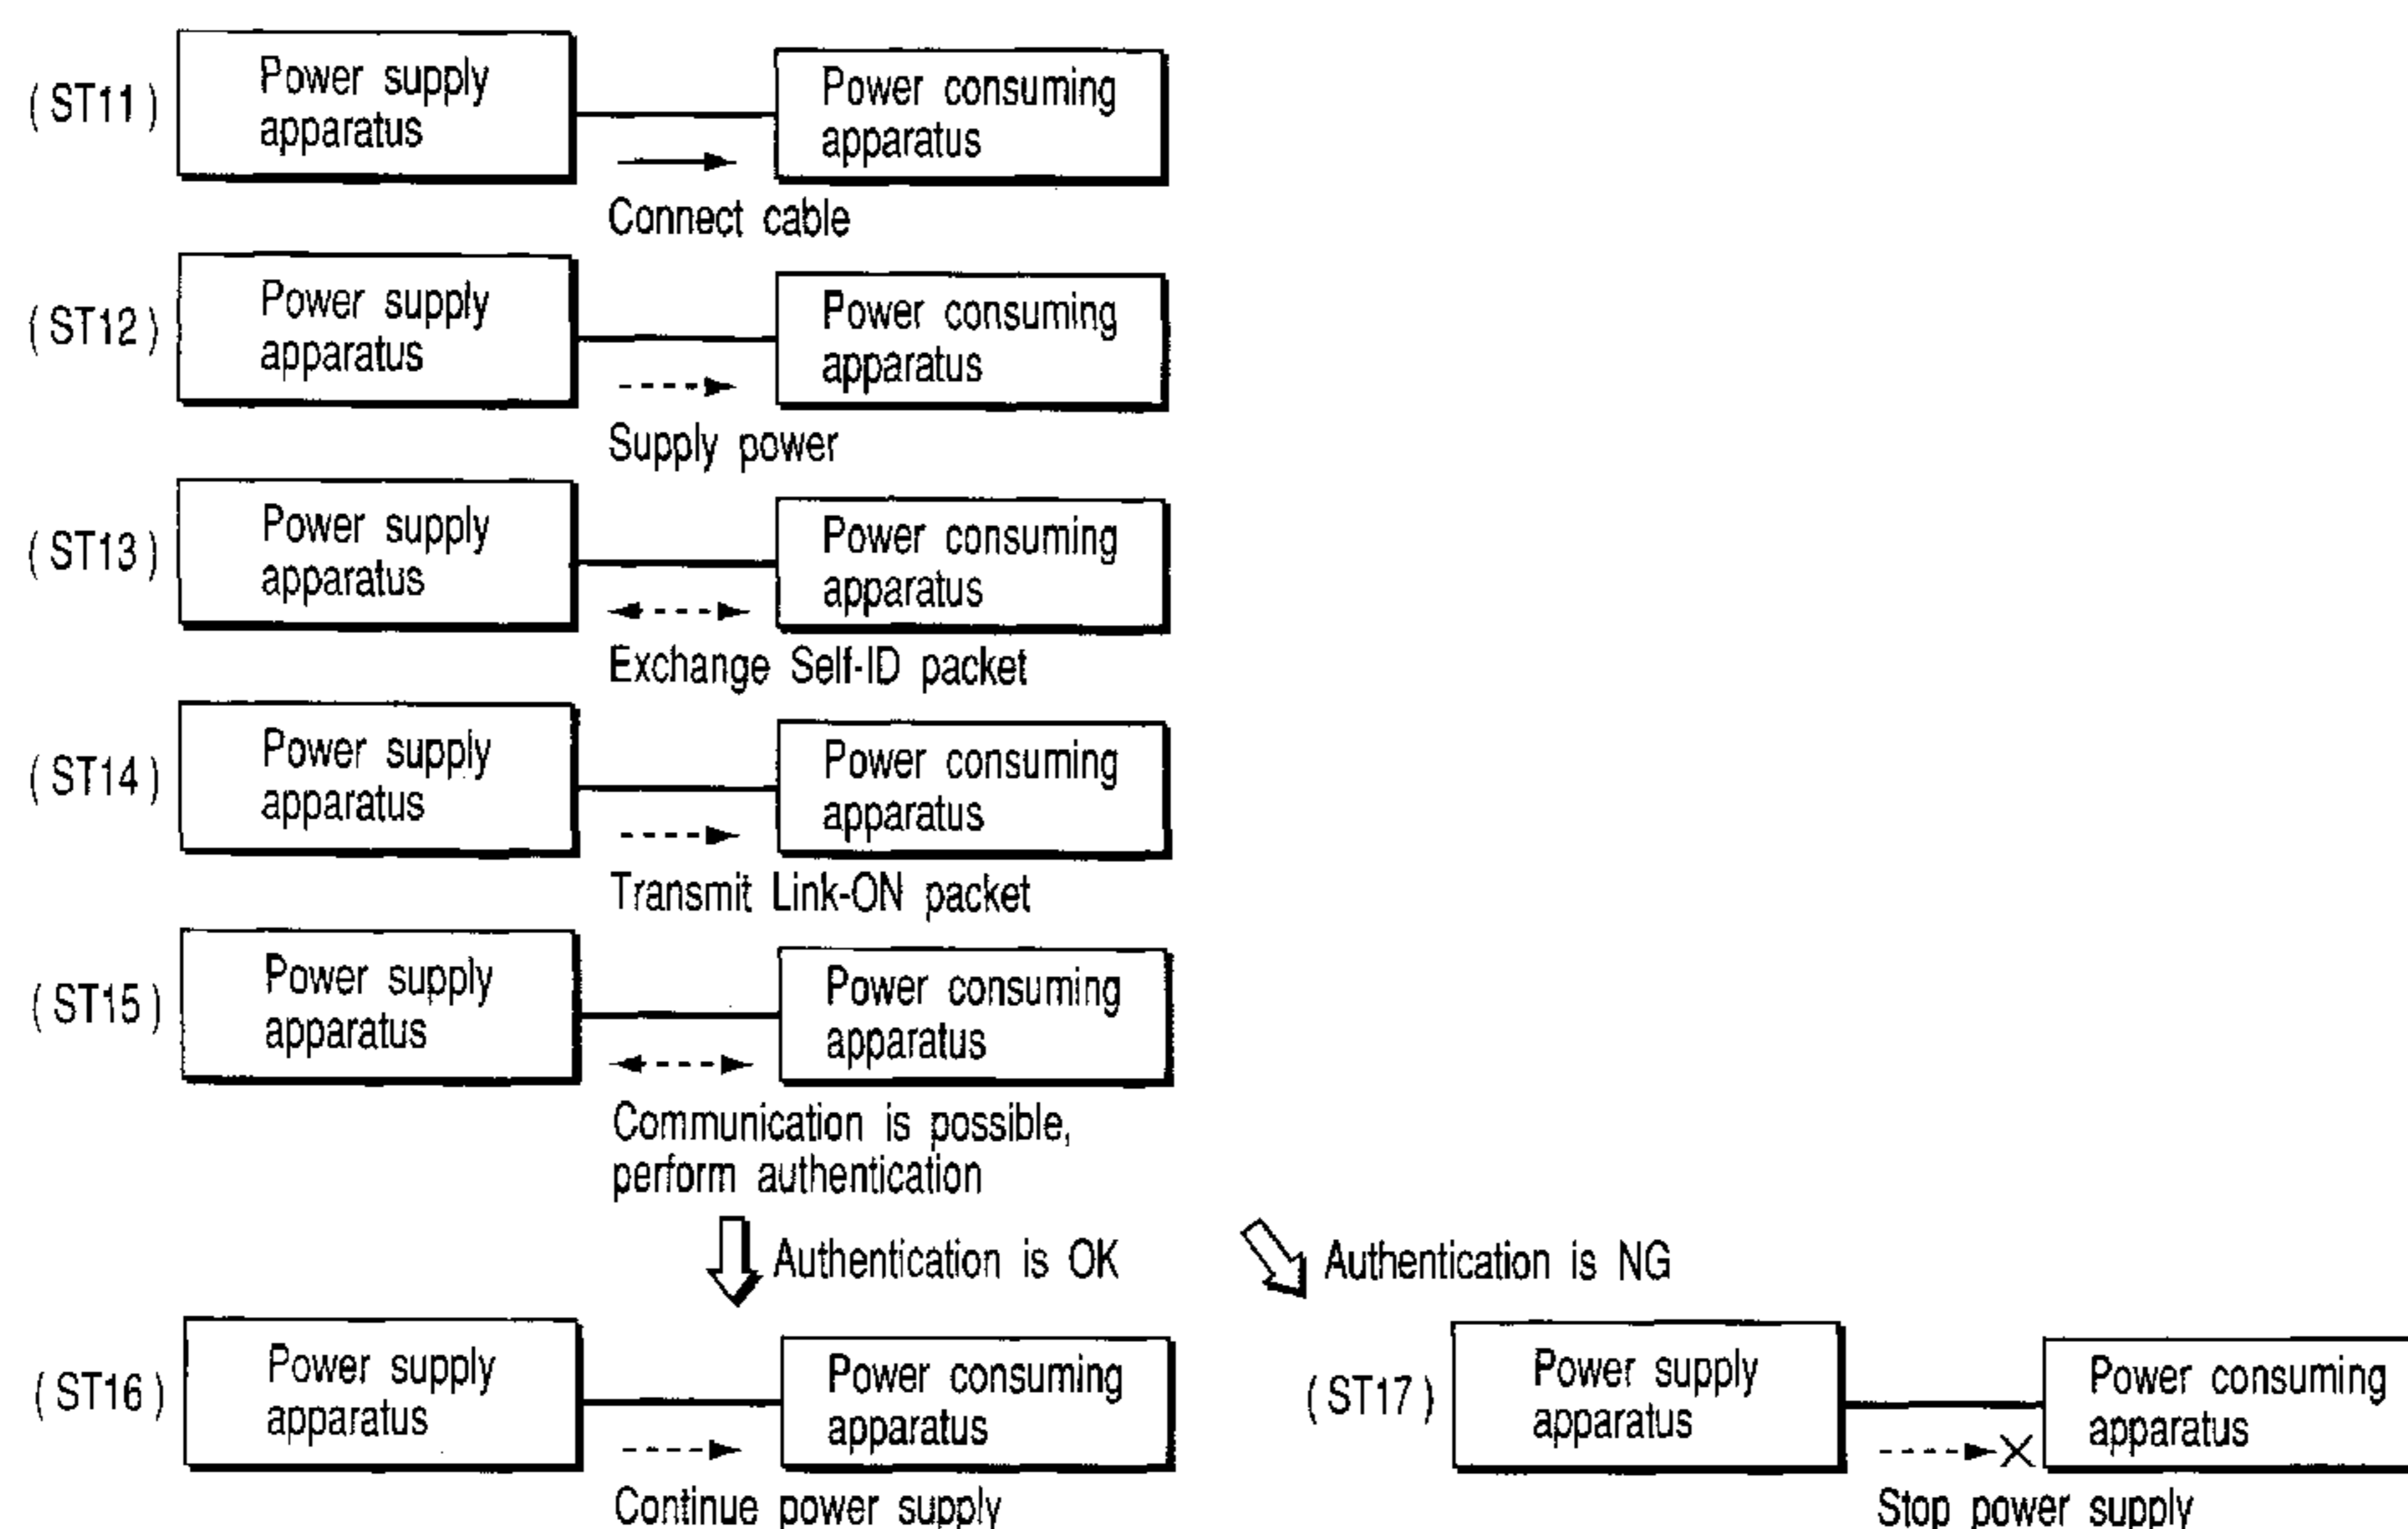 (ST11)
Power supply
apparatus
Power consuming
apparatus
Connect cable
(ST12)
Power supply
apparatus
Power consuming
apparatus
Supply power
(ST13)
Power supply
apparatus
Power consuming
apparatus
Exchange Self-ID packet
(ST14)
Power supply
apparatus
Power consuming
apparatus
Transmit Link-ON packet
(ST15)
Power supply
apparatus
Power consuming
apparatus
Communication is possible,
perform authentication
Authentication is OK
Authentication is NG
(ST16)
Power supply
apparatus
Power consuming
apparatus
Continue power supply
(ST17)
Power supply
apparatus
Power consuming
apparatus
Stop power supply